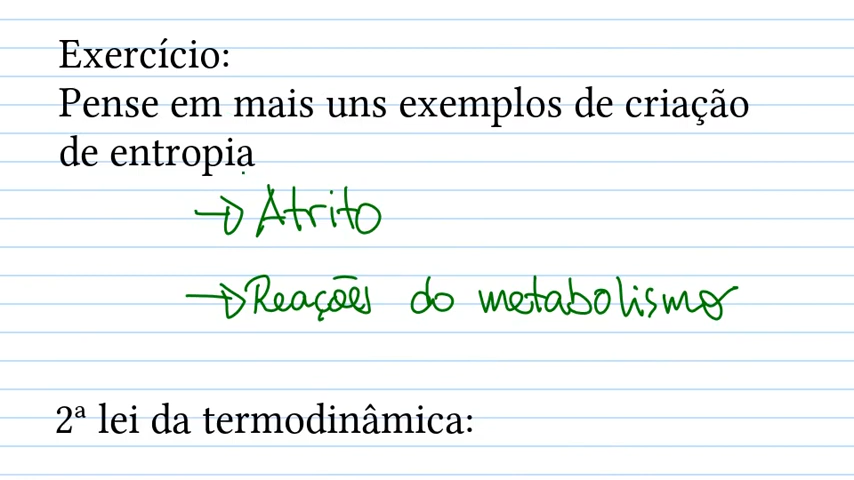 Exercício:
Pense em mais uns exemplos de criação
de entropia
→ Atrito
→ Reações do metabolismo
2ª lei da termodinâmica: